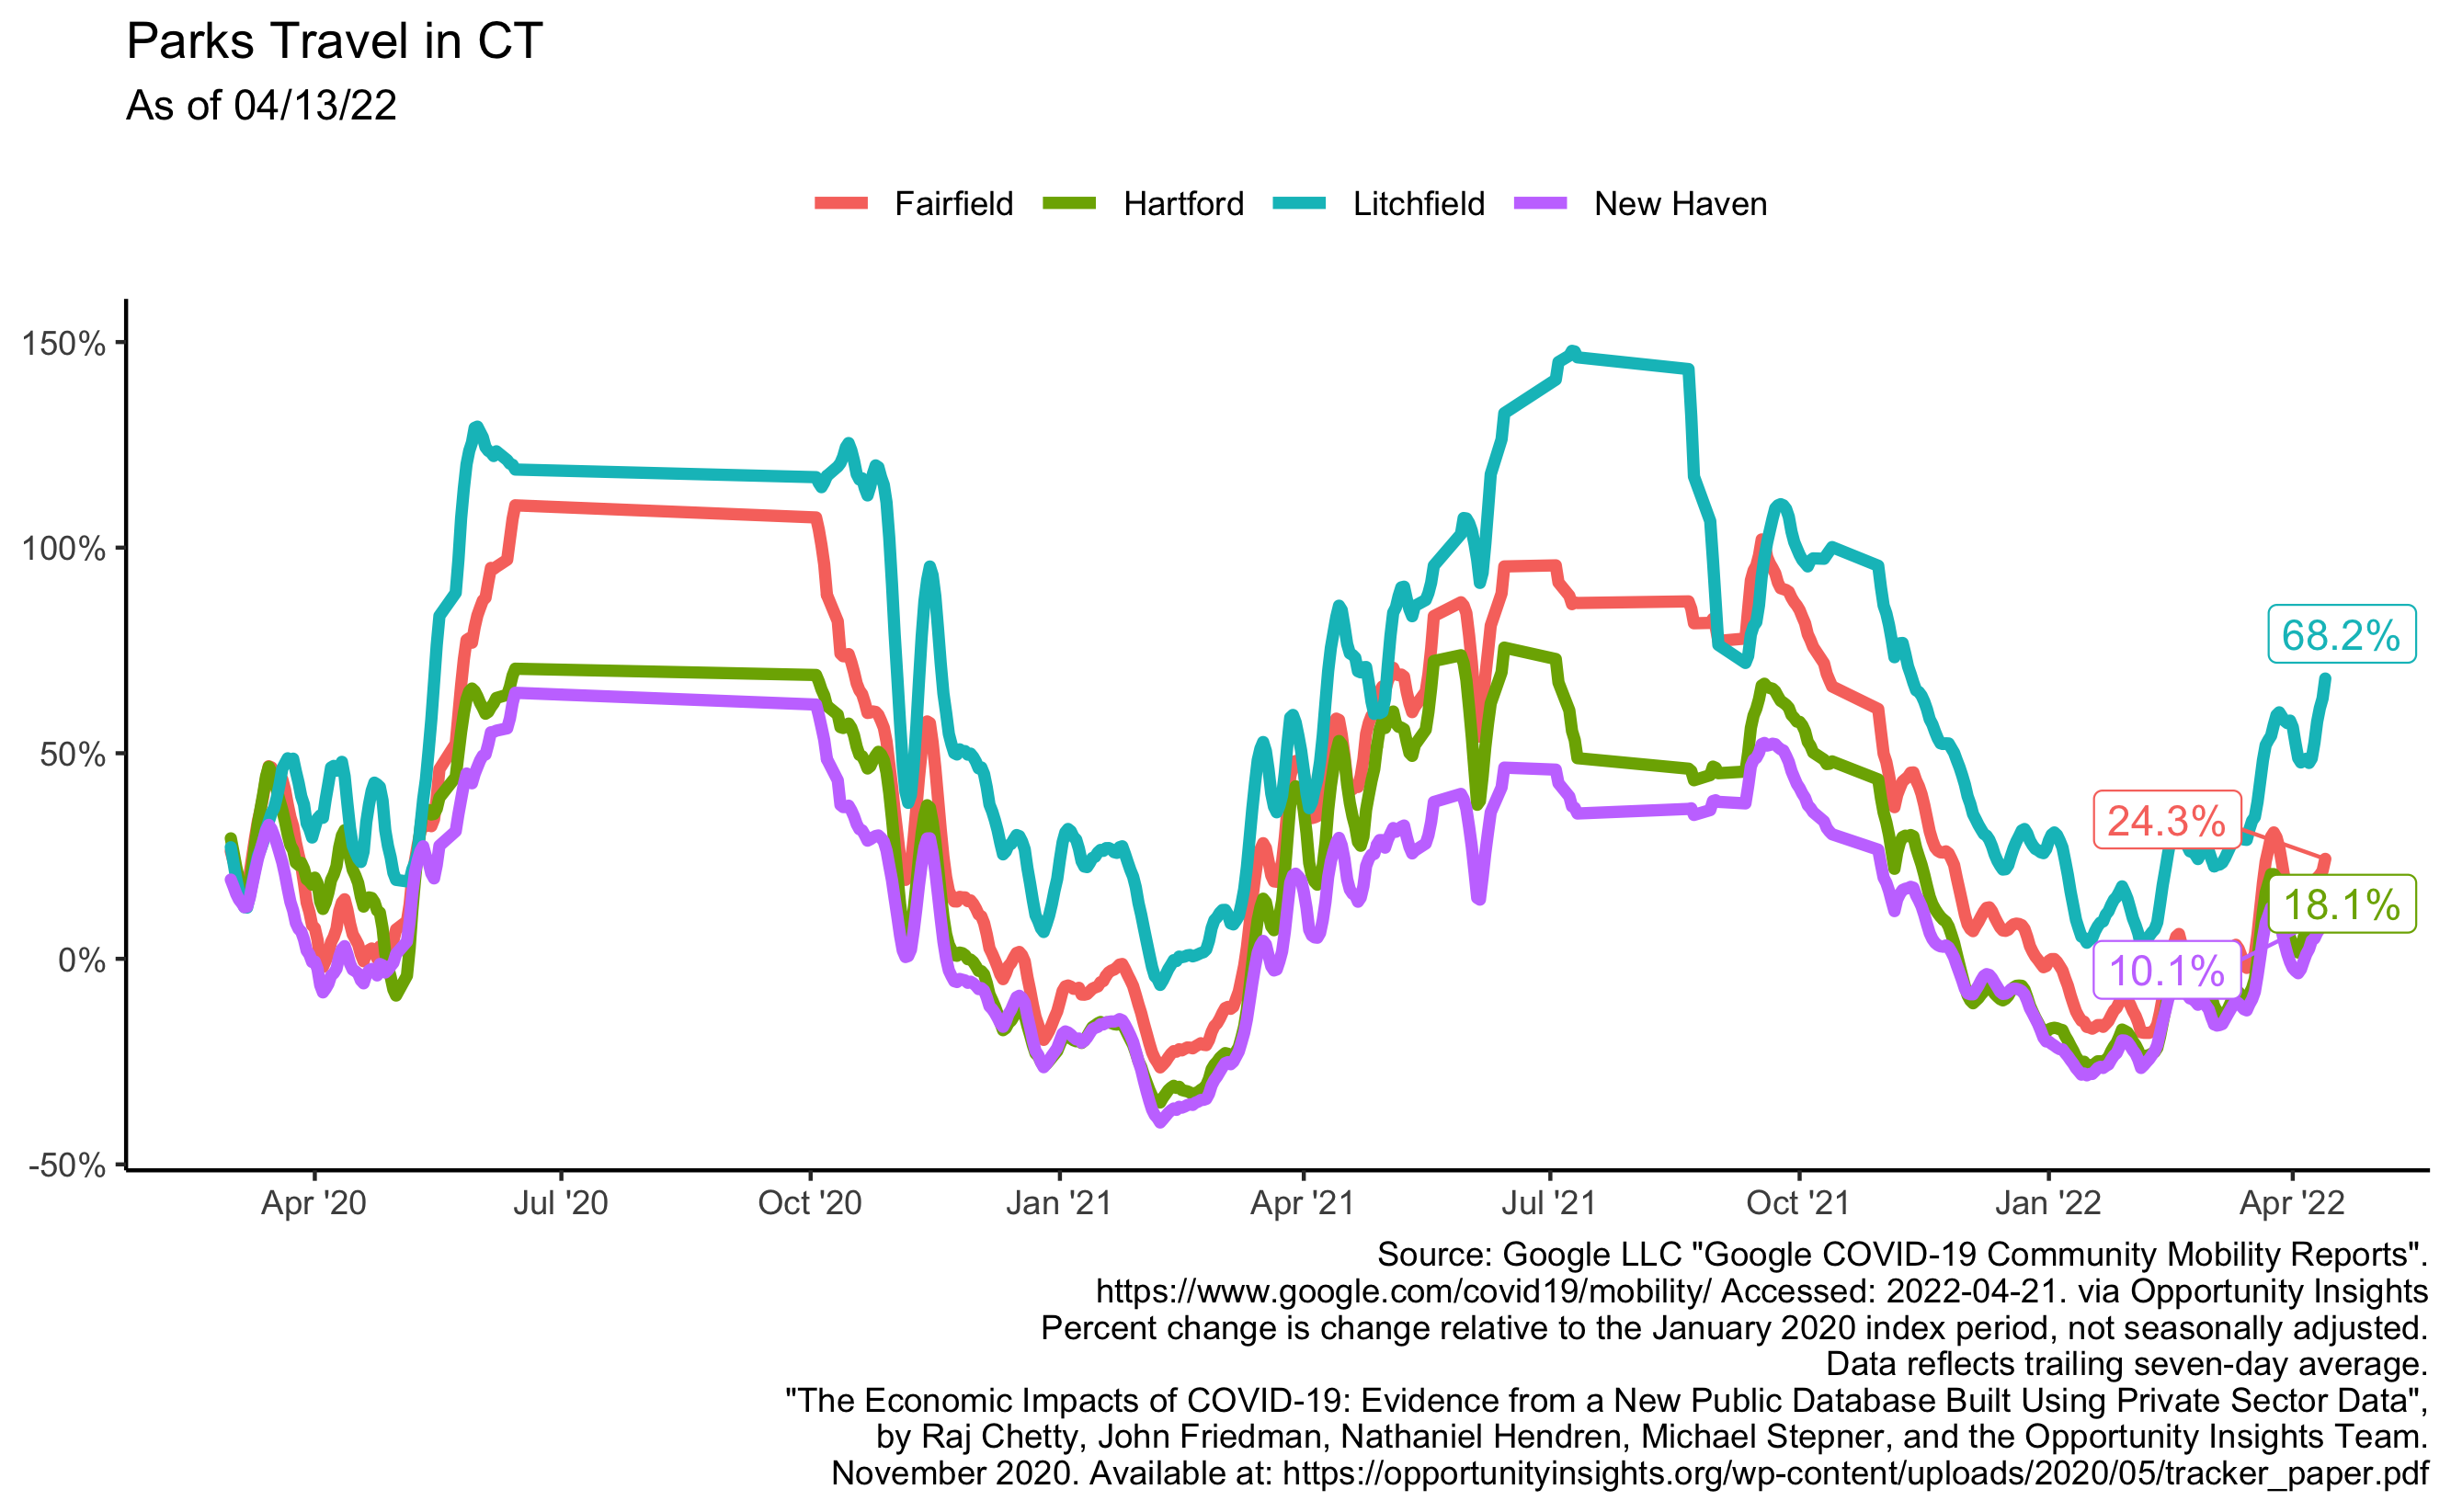 Parks Travel in CT
As of 04/13/22
Fairfield Hartford Litchfield New Haven
150%
100%
50%
0%
-50%
68.2%
24.3%
18.1%
10.1%
Apr '20 Jul '20 Oct '20 Jan '21 Apr '21 Jul '21 Oct '21 Jan '22 Apr '22
Source: Google LLC "Google COVID-19 Community Mobility Reports".
https://www.google.com/covid19/mobility/ Accessed: 2022-04-21. via Opportunity Insights
Percent change is change relative to the January 2020 index period, not seasonally adjusted.
Data reflects trailing seven-day average.
"The Economic Impacts of COVID-19: Evidence from a New Public Database Built Using Private Sector Data",
by Raj Chetty, John Friedman, Nathaniel Hendren, Michael Stepner, and the Opportunity Insights Team.
November 2020. Available at: https://opportunityinsights.org/wp-content/uploads/2020/05/tracker_paper.pdf